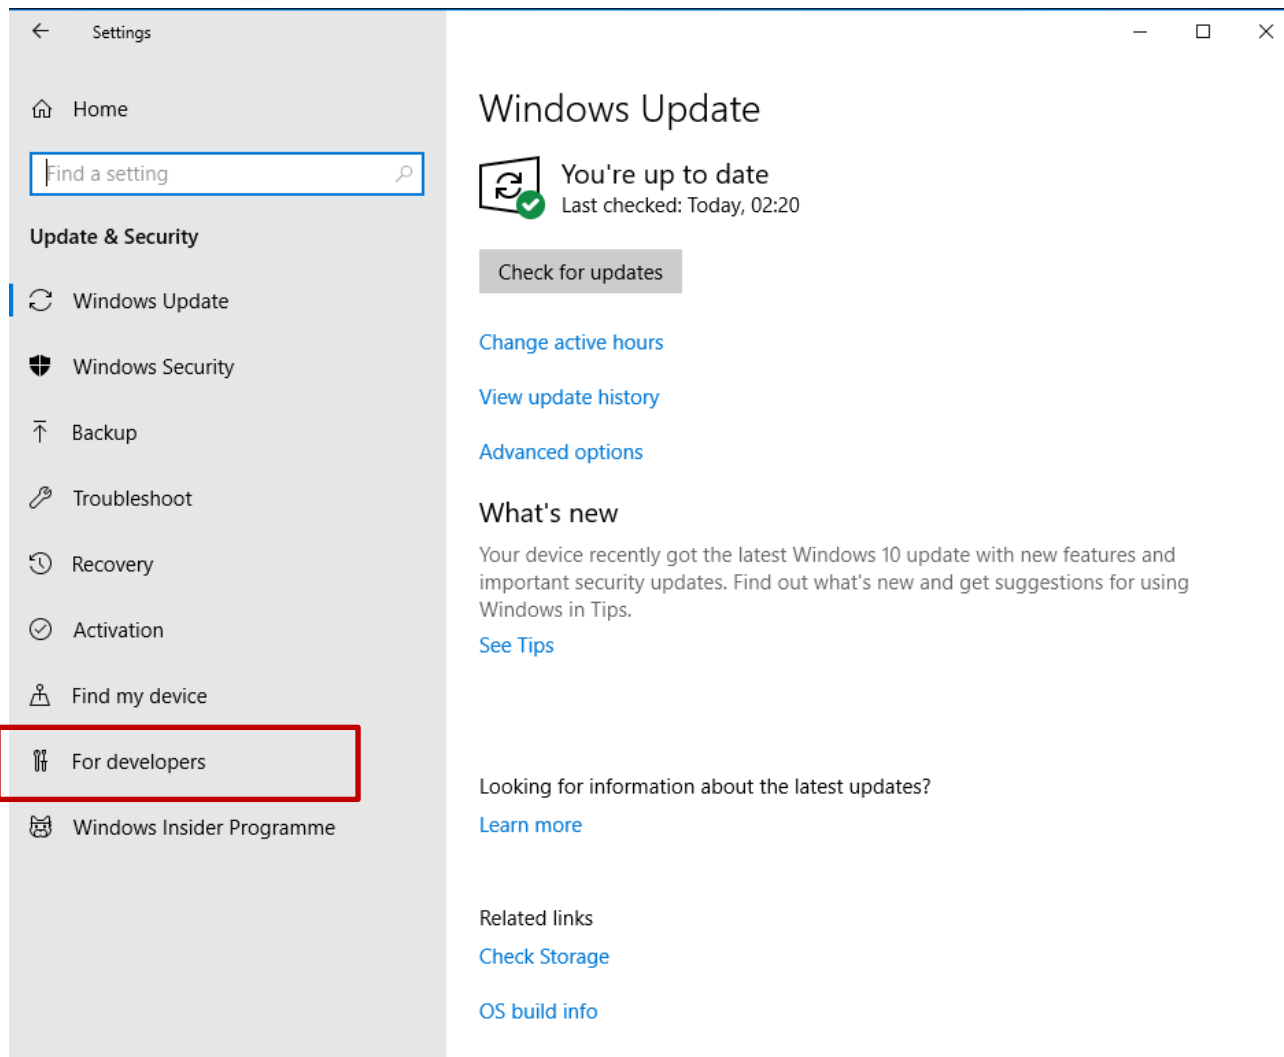 Settings
Home
Find a setting
Update & Security
Windows Update
Windows Security
Backup
Troubleshoot
Recovery
Activation
Find my device
For developers
Windows Insider Programme
Windows Update
You're up to date
Last checked: Today, 02:20
Check for updates
Change active hours
View update history
Advanced options
What's new
Your device recently got the latest Windows 10 update with new features and
important security updates. Find out what's new and get suggestions for using
Windows in Tips.
See Tips
Looking for information about the latest updates?
Learn more
Related links
Check Storage
OS build info